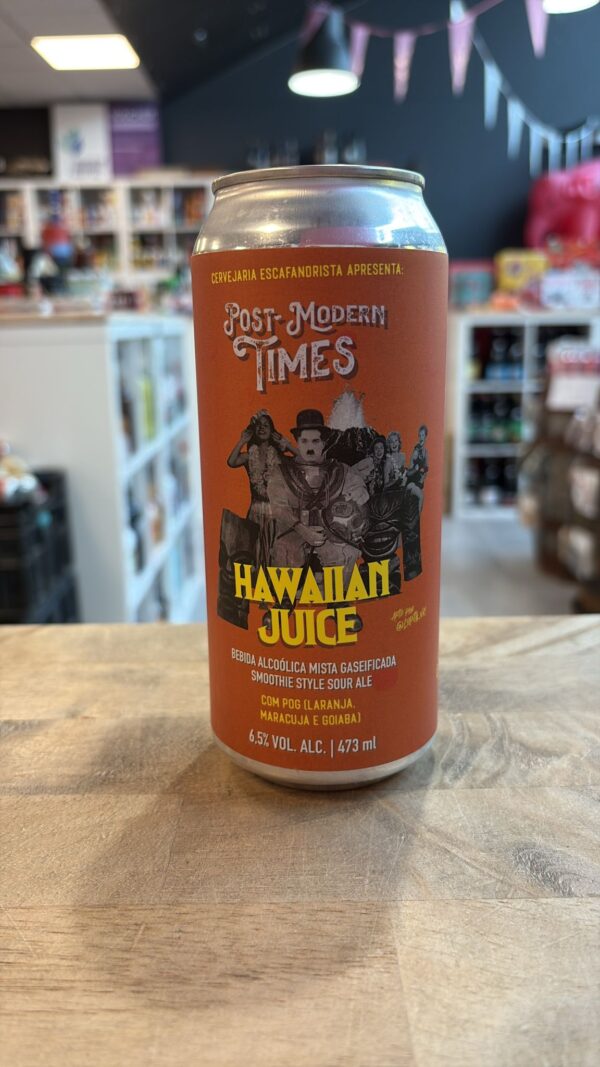 CERVEJARIA ESCAFANDRISTA APRESENTA:
POST-MODERN
TIMES
HAWAIIAN
JUICE
BEBIDA ALCOÓLICA MISTA GASEIFICADA
SMOOTHIE STYLE SOUR ALE
COM POG (LARANJA,
MARACUJA E GOIABA)
6,5% VOL. ALC. | 473 ml